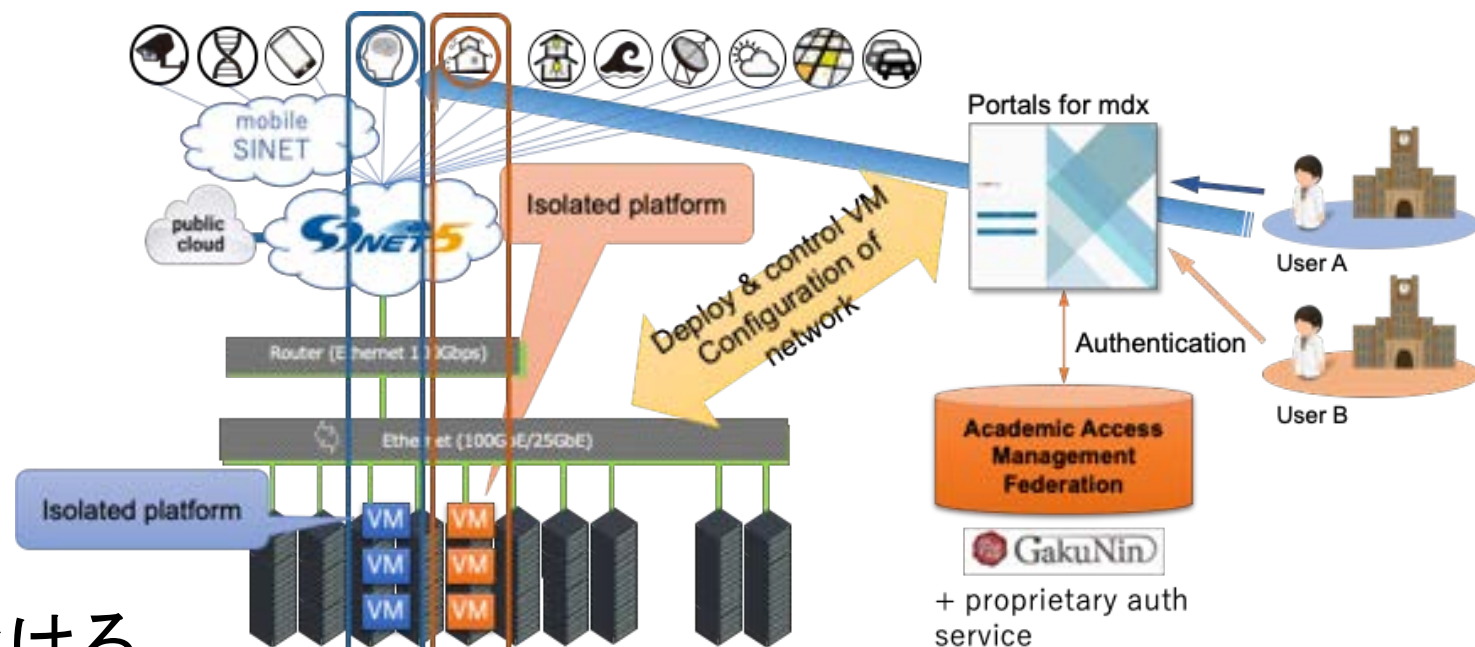 mobile
SINET
public
cloud
SINET5
Isolated platform
Portals for mdx
Deploy & control VM
Configuration of
network
User A
User B
Authentication
Router (Ethernet 100Gbps)
Ethernet (100GbE/25GbE)
Isolated platform
VM
VM
VM
VM
VM
VM
Academic Access
Management
Federation
GakuNin
+ proprietary auth
service
ける